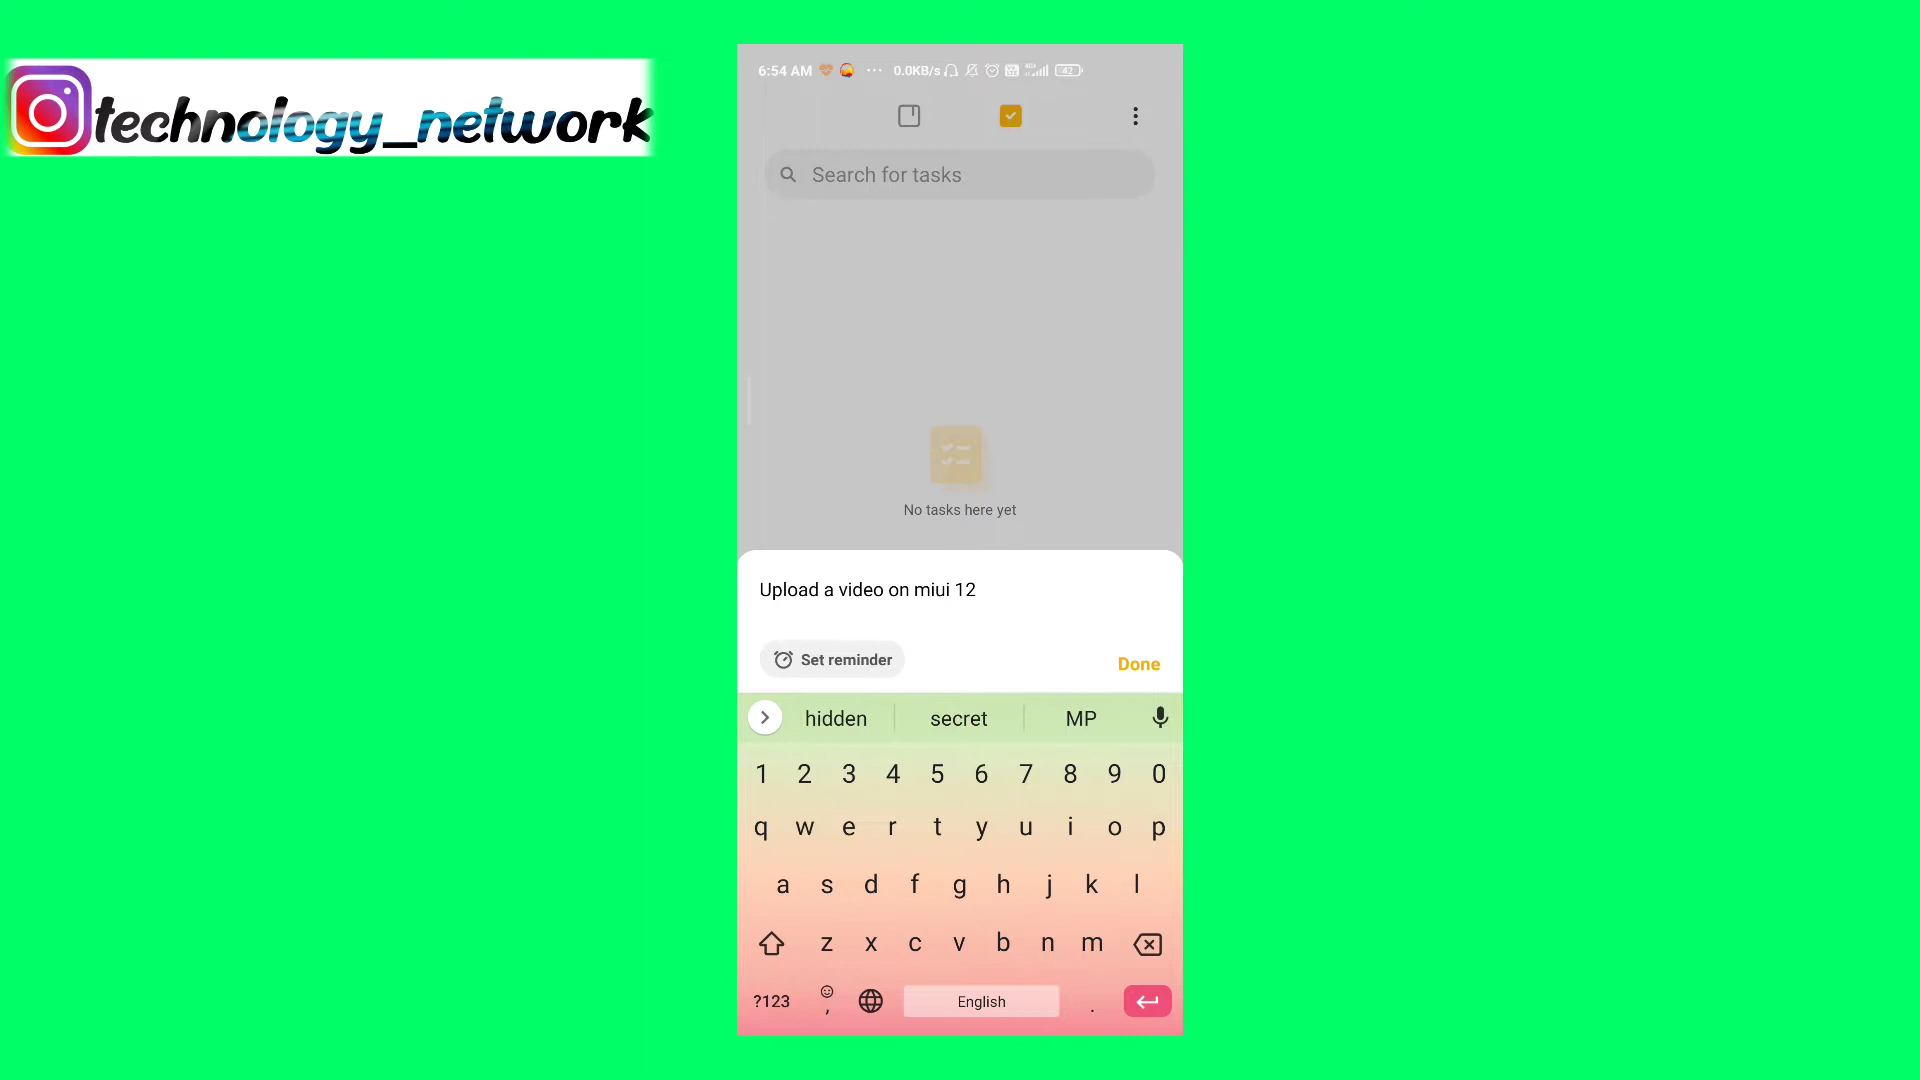 technology_network
6:54 AM ... 0.0KB/s 42
Search for tasks
No tasks here yet
Upload a video on miui 12
Set reminder
Done
hidden secret MP
1 2 3 4 5 6 7 8 9 0
q w e r t y u i o p
a s d f g h j k l
z x c v b n m
?123 , English .